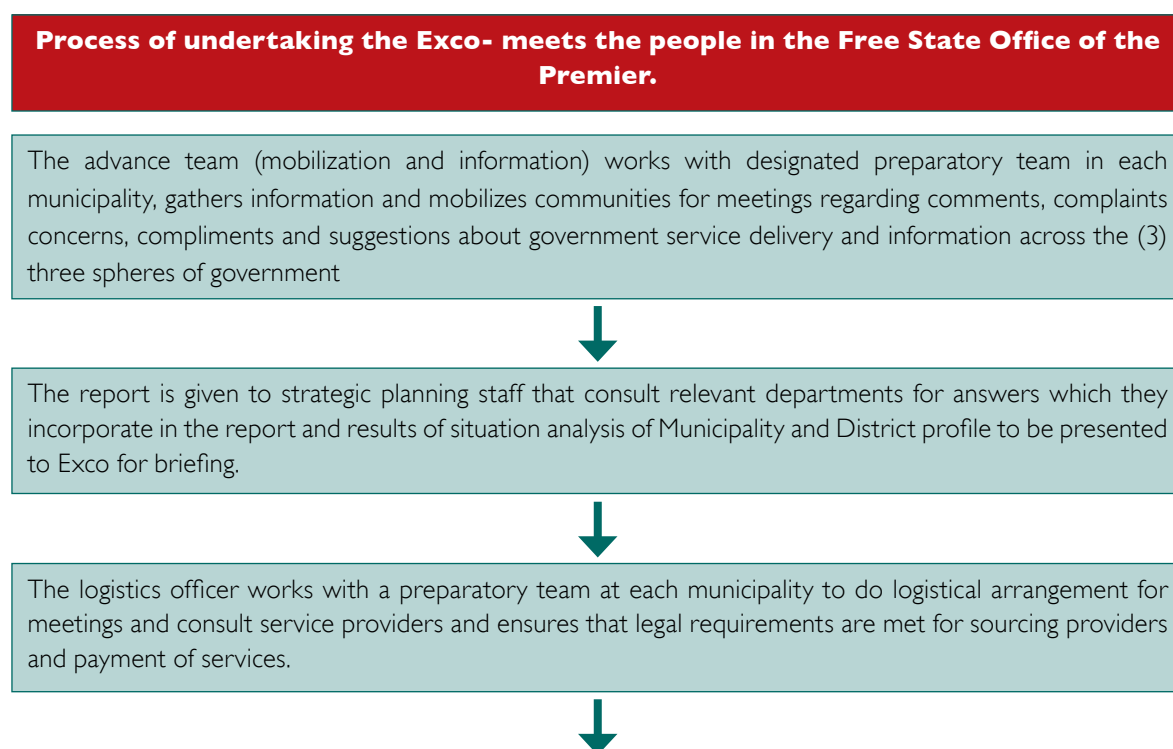 Process of undertaking the Exco- meets the people in the Free State Office of the
Premier.
The advance team (mobilization and information) works with designated preparatory team in each
municipality, gathers information and mobilizes communities for meetings regarding comments, complaints
concerns, compliments and suggestions about government service delivery and information across the (3)
three spheres of government
The report is given to strategic planning staff that consult relevant departments for answers which they
incorporate in the report and results of situation analysis of Municipality and District profile to be presented
to Exco for briefing.
The logistics officer works with a preparatory team at each municipality to do logistical arrangement for
meetings and consult service providers and ensures that legal requirements are met for sourcing providers
and payment of services.